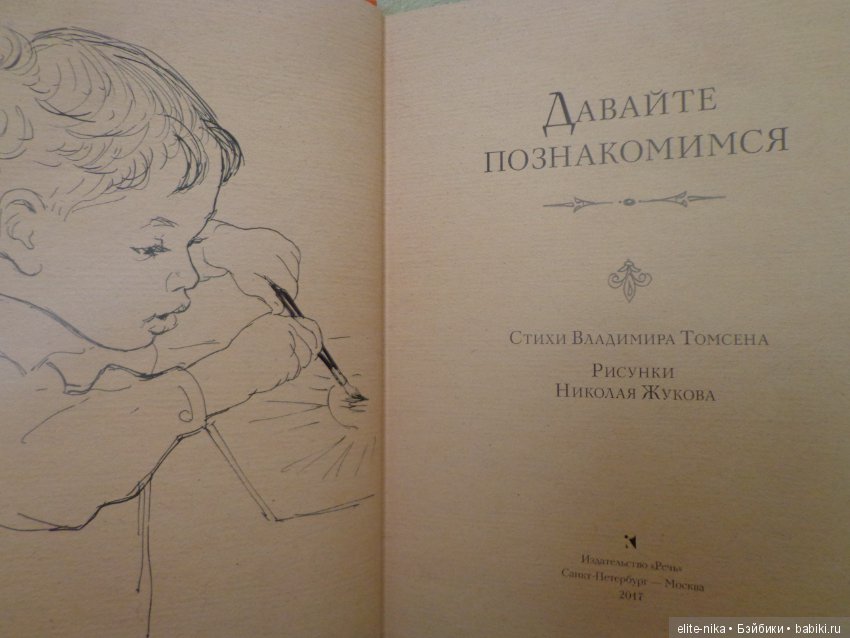 ДАВАЙТЕ
ПОЗНАКОМИМСЯ
СТИХИ ВЛАДИМИРА ТОМСЕНА
РИСУНКИ
НИКОЛАЯ ЖУКОВА
Издательство «Речь»
Санкт-Петербург — Москва
2017
elite-nika • Бэйбики • babiki.ru